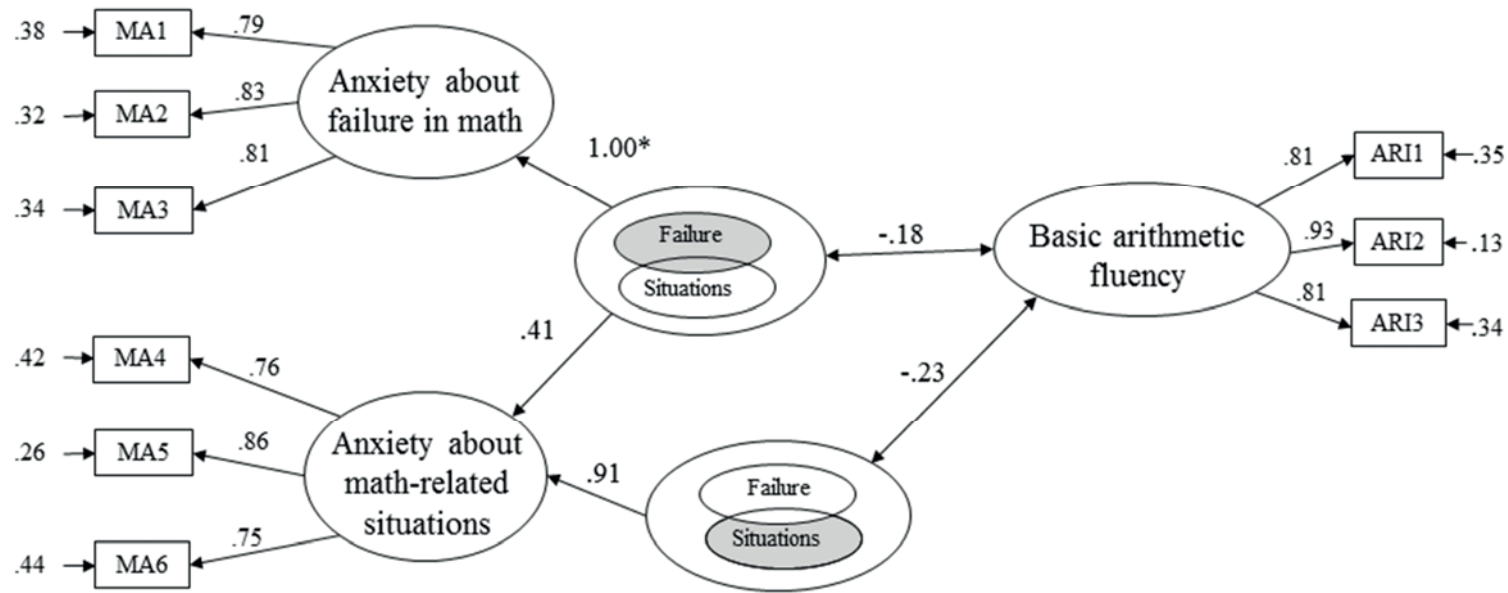 .38 MA1 .79
.32 MA2 .83
.34 MA3 .81
Anxiety about
failure in math
1.00*
Failure
Situations
-.18
Basic arithmetic
fluency
.81 ARI1 .35
.93 ARI2 .13
.81 ARI3 .34
.41
-.23
.42 MA4 .76
.26 MA5 .86
.44 MA6 .75
Anxiety about
math-related
situations
.91
Failure
Situations